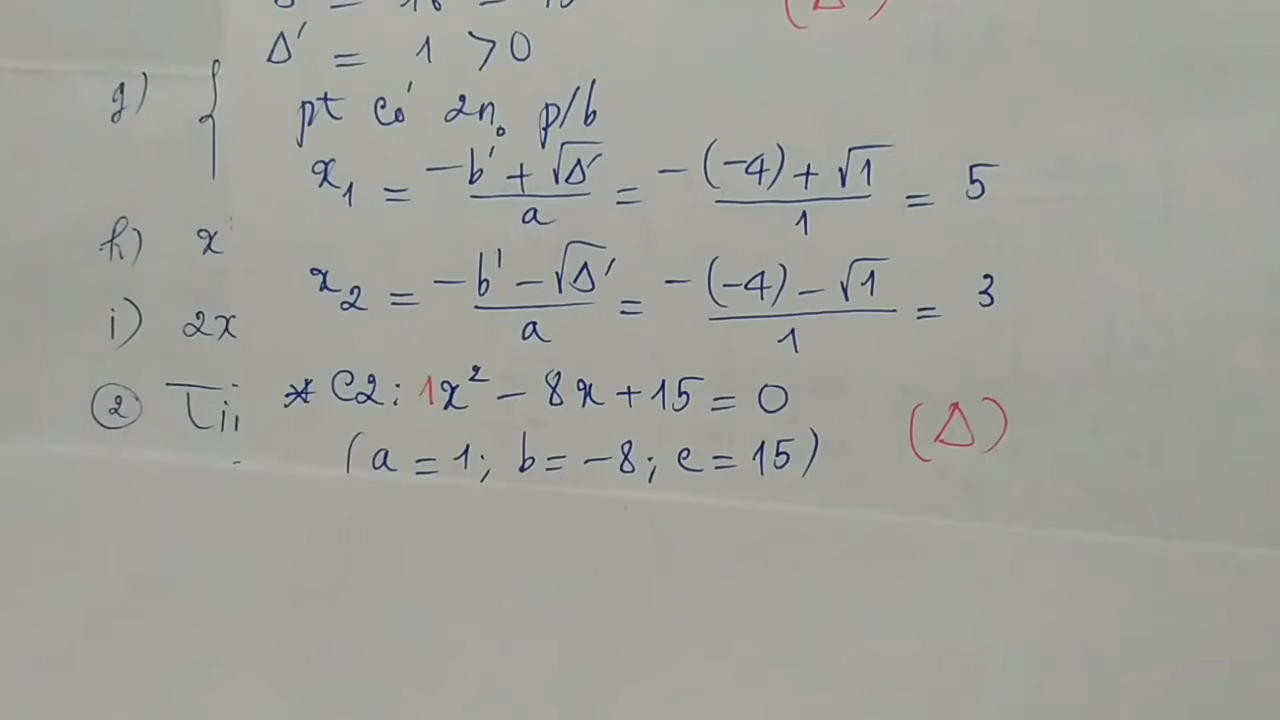 Δ' = 1 > 0
g) {
pt có 2n₀ p/b
x₁ = (-b' + √Δ')/a = (-(-4) + √1)/1 = 5
h) x
x₂ = (-b' - √Δ')/a = (-(-4) - √1)/1 = 3
i) 2x
② * C2: 1x² - 8x + 15 = 0
(a = 1; b = -8; c = 15) (Δ)